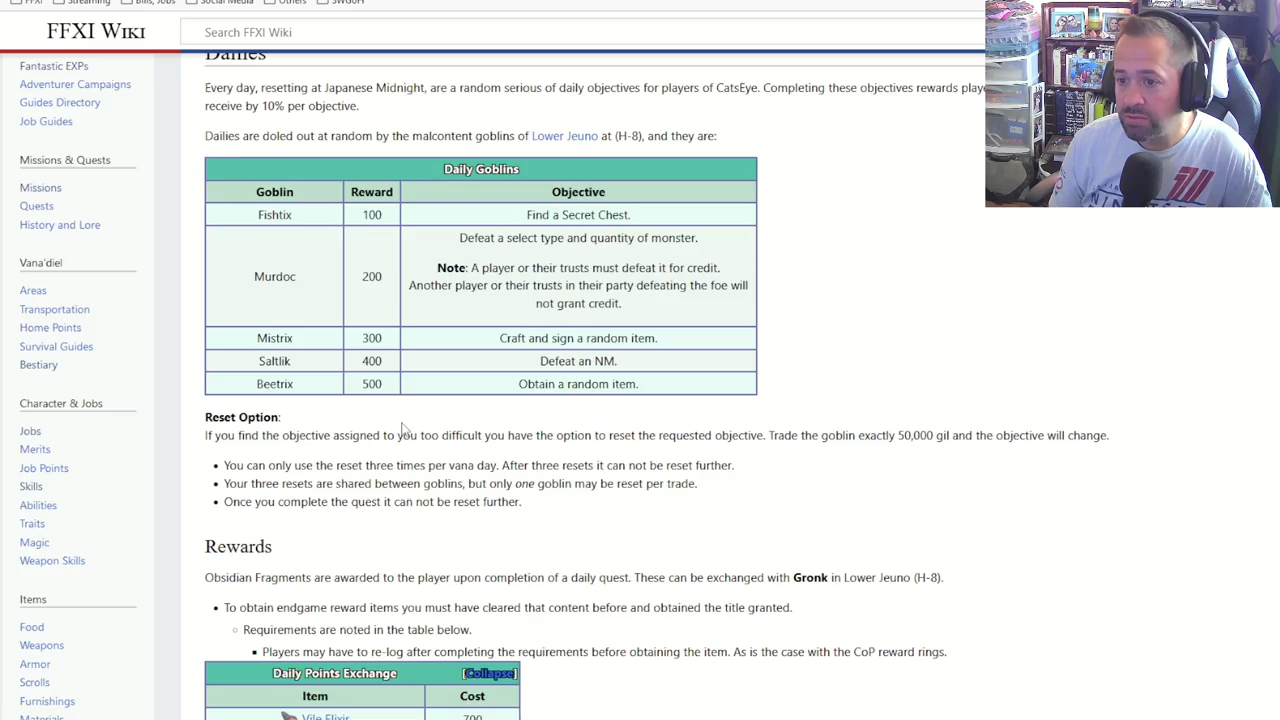 FFXI
Streaming
Bills, Jobs
Social Media
Others
SWGOH
FFXI WIKI
Search FFXI Wiki
Fantastic EXPs
Adventurer Campaigns
Guides Directory
Job Guides
Missions & Quests
Missions
Quests
History and Lore
Vana'diel
Areas
Transportation
Home Points
Survival Guides
Bestiary
Character & Jobs
Jobs
Merits
Job Points
Skills
Abilities
Traits
Magic
Weapon Skills
Items
Food
Weapons
Armor
Scrolls
Furnishings
Materials
Dailies
Every day, resetting at Japanese Midnight, are a random serious of daily objectives for players of CatsEye. Completing these objectives rewards
receive by 10% per objective.
Dailies are doled out at random by the malcontent goblins of Lower Jeuno at (H-8), and they are:
Daily Goblins
Goblin Reward Objective
Fishtix 100 Find a Secret Chest.
Murdoc 200 Defeat a select type and quantity of monster.
Note: A player or their trusts must defeat it for credit.
Another player or their trusts in their party defeating the foe will
not grant credit.
Mistrix 300 Craft and sign a random item.
Saltlik 400 Defeat an NM.
Beetrix 500 Obtain a random item.
Reset Option:
If you find the objective assigned to you too difficult you have the option to reset the requested objective. Trade the goblin exactly 50,000 gil and the objective will change.
You can only use the reset three times per vana day. After three resets it can not be reset further.
Your three resets are shared between goblins, but only one goblin may be reset per trade.
Once you complete the quest it can not be reset further.
Rewards
Obsidian Fragments are awarded to the player upon completion of a daily quest. These can be exchanged with Gronk in Lower Jeuno (H-8).
To obtain endgame reward items you must have cleared that content before and obtained the title granted.
Requirements are noted in the table below.
Players may have to re-log after completing the requirements before obtaining the item. As is the case with the CoP reward rings.
Daily Points Exchange [Collapse]
Item Cost
Vile Elixir 700